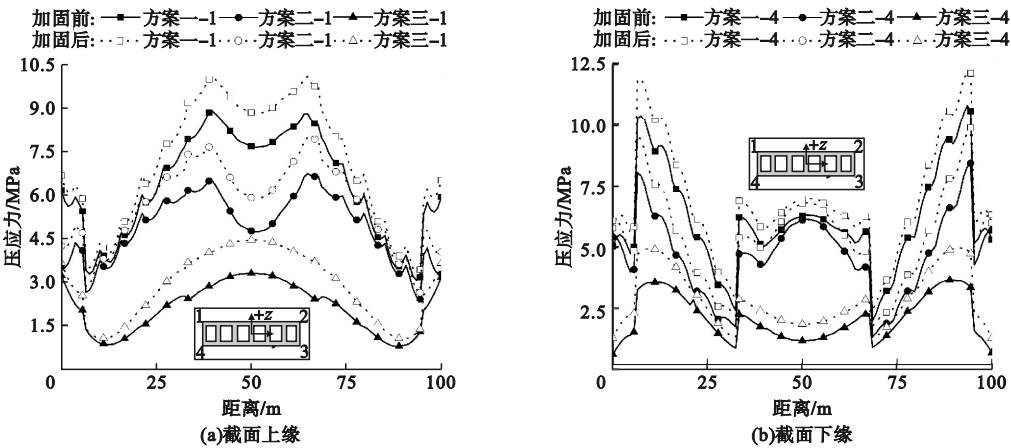 加固前: 方案一-1 方案二-1 方案三-1
加固后: 方案一-1 方案二-1 方案三-1
10.5
9.0
7.5
6.0
4.5
3.0
1.5
0
压应力/MPa
1 +z 2
4 3
0 25 50 75 100
距离/m
(a)截面上缘
加固前: 方案一-4 方案二-4 方案三-4
加固后: 方案一-4 方案二-4 方案三-4
12.5
10.0
7.5
5.0
2.5
0
压应力/MPa
1 +z 2
4 3
0 25 50 75 100
距离/m
(b)截面下缘